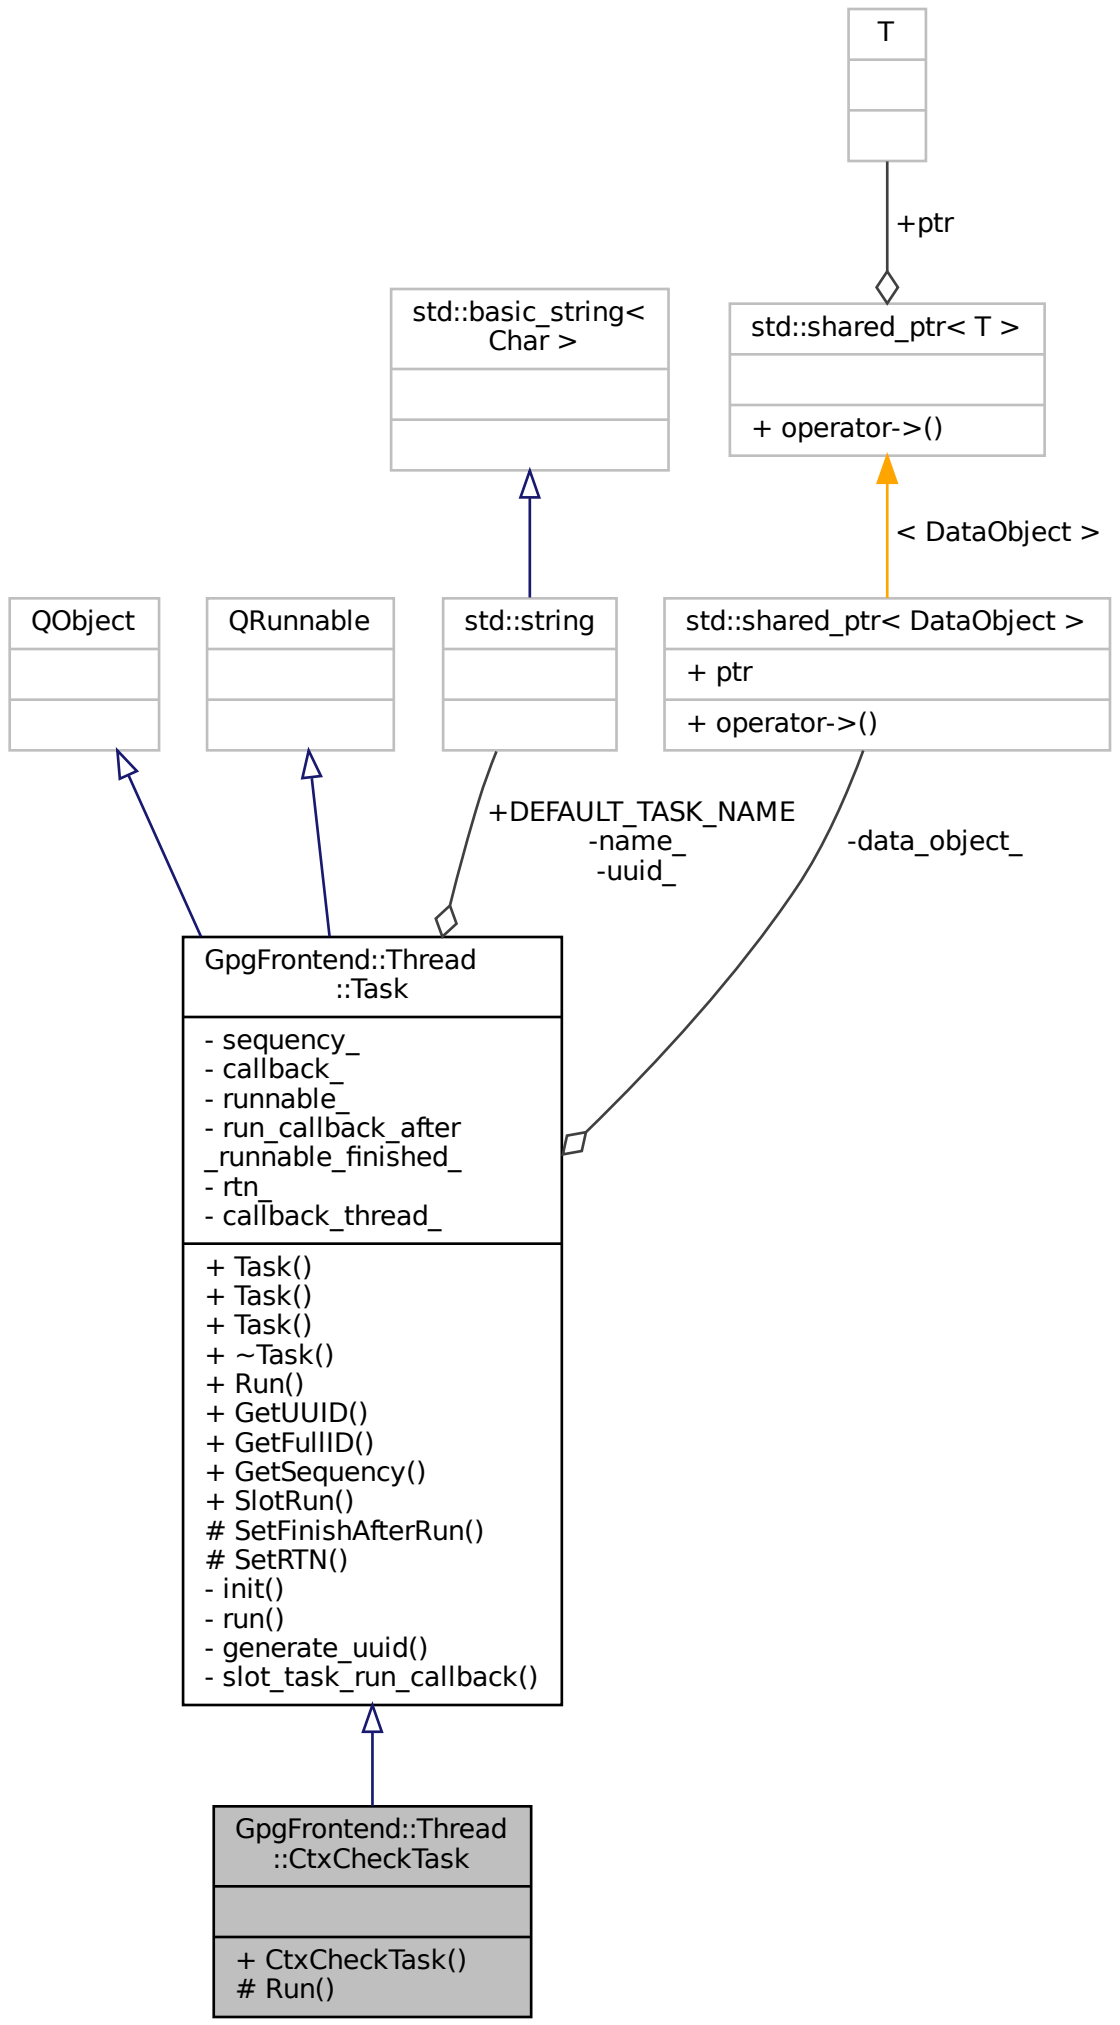 T
+ptr
std::basic_string<
Char >
std::shared_ptr< T >
+ operator->()
< DataObject >
QObject
QRunnable
std::string
std::shared_ptr< DataObject >
+ ptr
+ operator->()
+DEFAULT_TASK_NAME
-name_
-uuid_
-data_object_
GpgFrontend::Thread
::Task
- sequency_
- callback_
- runnable_
- run_callback_after
_runnable_finished_
- rtn_
- callback_thread_
+ Task()
+ Task()
+ Task()
+ ~Task()
+ Run()
+ GetUUID()
+ GetFullID()
+ GetSequency()
+ SlotRun()
# SetFinishAfterRun()
# SetRTN()
- init()
- run()
- generate_uuid()
- slot_task_run_callback()
GpgFrontend::Thread
::CtxCheckTask
+ CtxCheckTask()
# Run()